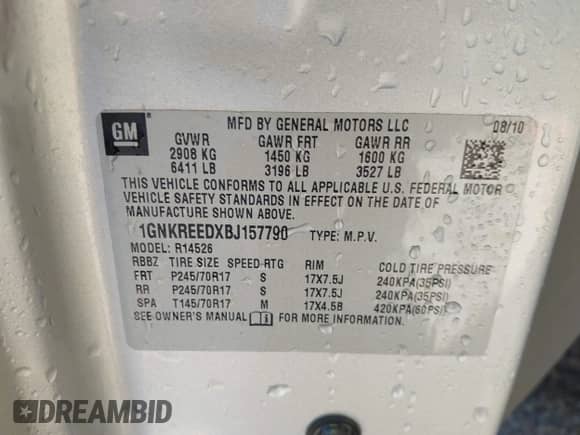 GM
MFD BY GENERAL MOTORS LLC 08/10
GVWR GAWR FRT GAWR RR
2908 KG 1450 KG 1600 KG
6411 LB 3196 LB 3527 LB
THIS VEHICLE CONFORMS TO ALL APPLICABLE U.S. FEDERAL MOTOR
VEHICLE SAFETY STANDARDS IN EFFECT ON THE DATE OF
MANUFACTURE SHOWN ABOVE.
1GNKREEDXBJ157790 TYPE: M.P.V.
MODEL: R14526
RBBZ TIRE SIZE SPEED RTG RIM COLD TIRE PRESSURE
FRT P245/70R17 S 17X7.5J 240KPA(35PSI)
RR P245/70R17 S 17X7.5J 240KPA(35PSI)
SPA T145/70R17 M 17X4.5B 420KPA(60PSI)
SEE OWNER'S MANUAL FOR MORE INFORMATION.
DREAMBID